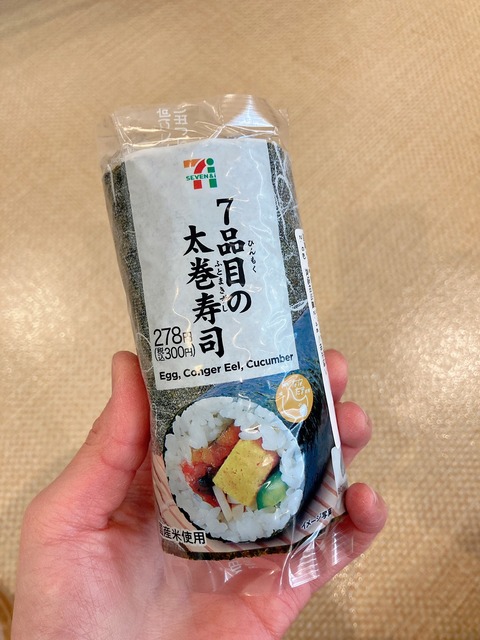 SEVEN&i
7品目の
ひんもく
太巻寿司
ふとまきずし
278円
(税込300円)
Egg, Conger Eel, Cucumber
産米使用
イメージ写真